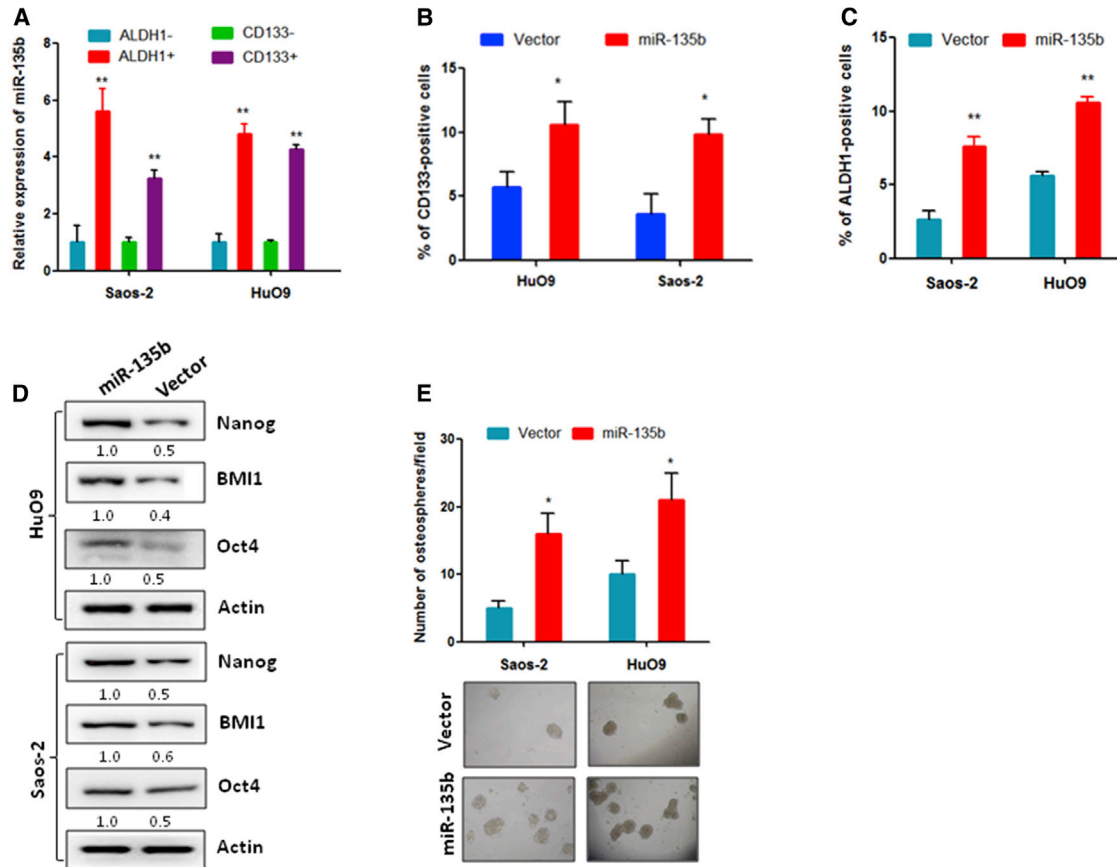 A
Relative expression of miR-135b
8
6
4
2
0
ALDH1-
ALDH1+
CD133-
CD133+
**
**
**
**
Saos-2
HuO9
B
% of CD133-positive cells
15
10
5
0
Vector
miR-135b
*
*
HuO9
Saos-2
C
% of ALDH1-positive cells
15
10
5
0
Vector
miR-135b
**
**
Saos-2
HuO9
D
miR-135b
Vector
HuO9
Nanog
1.0 0.5
BMI1
1.0 0.4
Oct4
1.0 0.5
Actin
Saos-2
Nanog
1.0 0.5
BMI1
1.0 0.6
Oct4
1.0 0.5
Actin
E
Number of osteospheres/field
30
20
10
0
Vector
miR-135b
*
*
Saos-2
HuO9
Vector
miR-135b